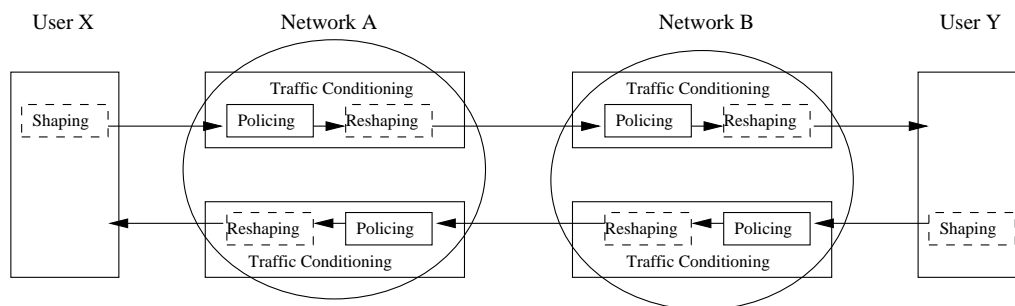 User X
Network A
Network B
User Y
Traffic Conditioning
Traffic Conditioning
Shaping
Policing
Reshaping
Policing
Reshaping
Reshaping
Policing
Reshaping
Policing
Shaping
Traffic Conditioning
Traffic Conditioning